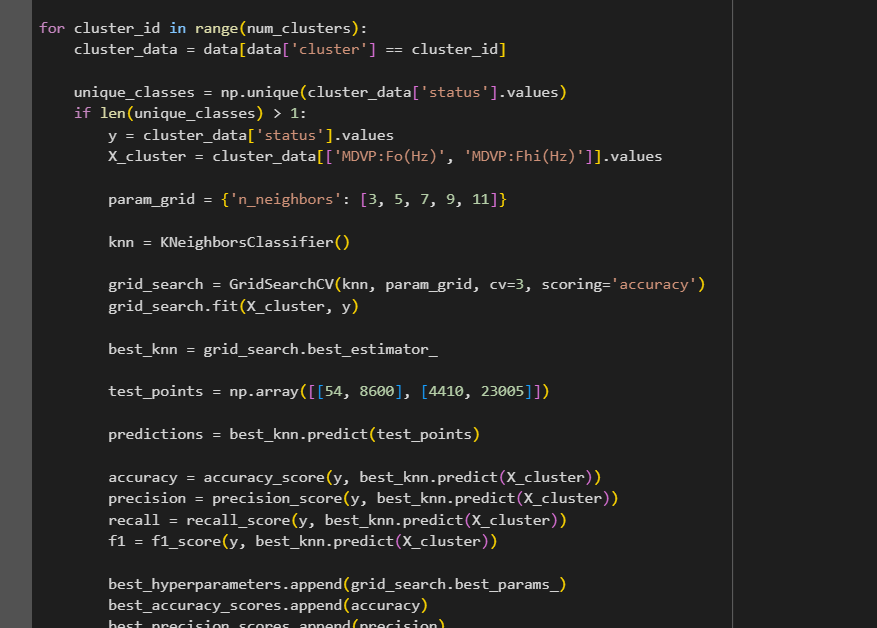 for cluster_id in range(num_clusters):
    cluster_data = data[data['cluster'] == cluster_id]
    unique_classes = np.unique(cluster_data['status'].values)
    if len(unique_classes) > 1:
        y = cluster_data['status'].values
        X_cluster = cluster_data[['MDVP:Fo(Hz)', 'MDVP:Fhi(Hz)']].values
        param_grid = {'n_neighbors': [3, 5, 7, 9, 11]}
        knn = KNeighborsClassifier()
        grid_search = GridSearchCV(knn, param_grid, cv=3, scoring='accuracy')
        grid_search.fit(X_cluster, y)
        best_knn = grid_search.best_estimator_
        test_points = np.array([[54, 8600], [4410, 23005]])
        predictions = best_knn.predict(test_points)
        accuracy = accuracy_score(y, best_knn.predict(X_cluster))
        precision = precision_score(y, best_knn.predict(X_cluster))
        recall = recall_score(y, best_knn.predict(X_cluster))
        f1 = f1_score(y, best_knn.predict(X_cluster))
        best_hyperparameters.append(grid_search.best_params_)
        best_accuracy_scores.append(accuracy)
        best_precision_scores.append(precision)